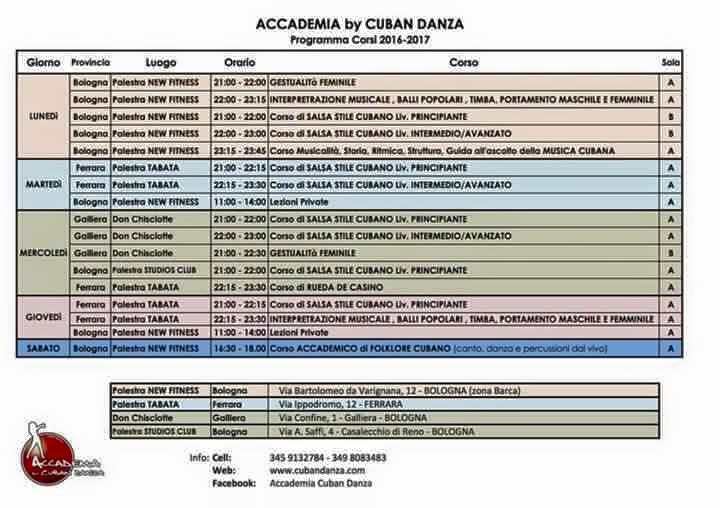 ACCADEMIA by CUBAN DANZA
Programma Corsi 2016-2017
Giorno Provincia Luogo Orario Corso Sala
LUNEDì
Bologna Palestra NEW FITNESS 21:00 - 22:00 GESTUALITà FEMINILE A
Bologna Palestra NEW FITNESS 22:00 - 23:15 INTERPRETRAZIONE MUSICALE , BALLI POPOLARI , TIMBA, PORTAMENTO MASCHILE E FEMMINILE A
Bologna Palestra NEW FITNESS 21:00 - 22:00 Corso di SALSA STILE CUBANO Liv. PRINCIPIANTE B
Bologna Palestra NEW FITNESS 22:00 - 23:00 Corso di SALSA STILE CUBANO Liv. INTERMEDIO/AVANZATO B
Bologna Palestra NEW FITNESS 23:15 - 23:45 Corso Musicalità, Storia, Ritmica, Struttura, Guida all'ascolto della MUSICA CUBANA A
MARTEDì
Ferrara Palestra TABATA 21:00 - 22:15 Corso di SALSA STILE CUBANO Liv. PRINCIPIANTE A
Ferrara Palestra TABATA 22:15 - 23:30 Corso di SALSA STILE CUBANO Liv. INTERMEDIO/AVANZATO A
Bologna Palestra NEW FITNESS 11:00 - 14:00 Lezioni Private A
MERCOLEDì
Galliera Don Chisciotte 21:00 - 22:00 Corso di SALSA STILE CUBANO Liv. PRINCIPIANTE A
Galliera Don Chisciotte 22:00 - 23:00 Corso di SALSA STILE CUBANO Liv. INTERMEDIO/AVANZATO A
Galliera Don Chisciotte 21:00 - 22:30 GESTUALITà FEMINILE B
Bologna Palestra STUDIOS CLUB 21:00 - 22:00 Corso di SALSA STILE CUBANO Liv. PRINCIPIANTE A
Ferrara Palestra TABATA 22:15 - 23:30 Corso di RUEDA DE CASINO A
GIOVEDì
Ferrara Palestra TABATA 21:00 - 22:15 Corso di SALSA STILE CUBANO Liv. PRINCIPIANTE A
Ferrara Palestra TABATA 22:15 - 23:30 INTERPRETRAZIONE MUSICALE , BALLI POPOLARI , TIMBA, PORTAMENTO MASCHILE E FEMMINILE A
Bologna Palestra NEW FITNESS 11:00 - 14:00 Lezioni Private A
SABATO Bologna Palestra NEW FITNESS 16:30 - 18.00 Corso ACCADEMICO di FOLKLORE CUBANO (canto, danza e percussioni dal vivo) A
Palestra NEW FITNESS Bologna Via Bartolomeo da Varignana, 12 - BOLOGNA (zona Barca)
Palestra TABATA Ferrara Via Ippodromo, 12 - FERRARA
Don Chisciotte Galliera Via Confine, 1 - Galliera - BOLOGNA
Palestra STUDIOS CLUB Bologna Via A. Saffi, 4 - Casalecchio di Reno - BOLOGNA
ACCADEMIA
CUBAN DANZA
Info: Cell: 345 9132784 - 349 8083483
Web: www.cubandanza.com
Facebook: Accademia Cuban Danza